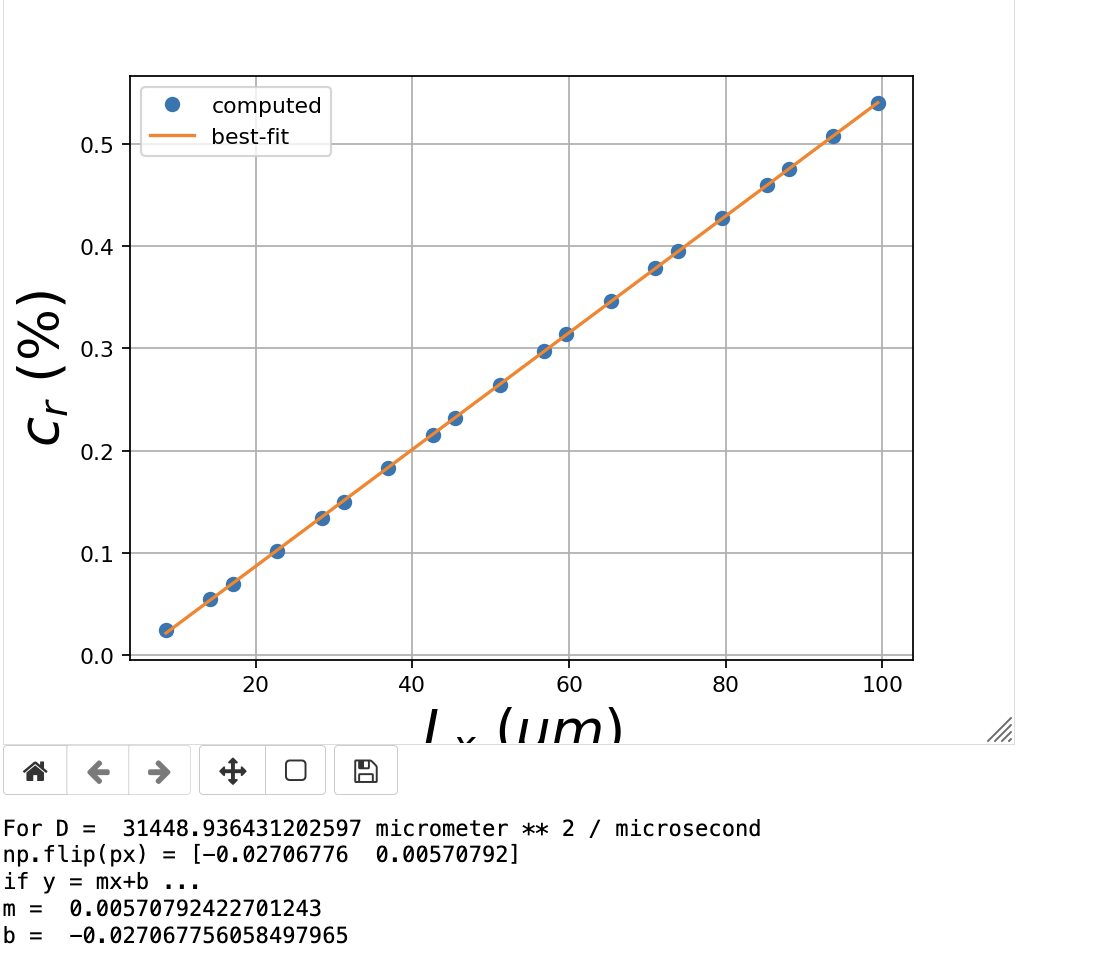 computed
best-fit
0.5
0.4
0.3
0.2
0.1
0.0
c_r (%)
20 40 60 80 100
(um)
For D =  31448.936431202597 micrometer ** 2 / microsecond
np.flip(px) = [-0.02706776  0.00570792]
if y = mx+b ...
m =  0.00570792422701243
b =  -0.027067756058497965